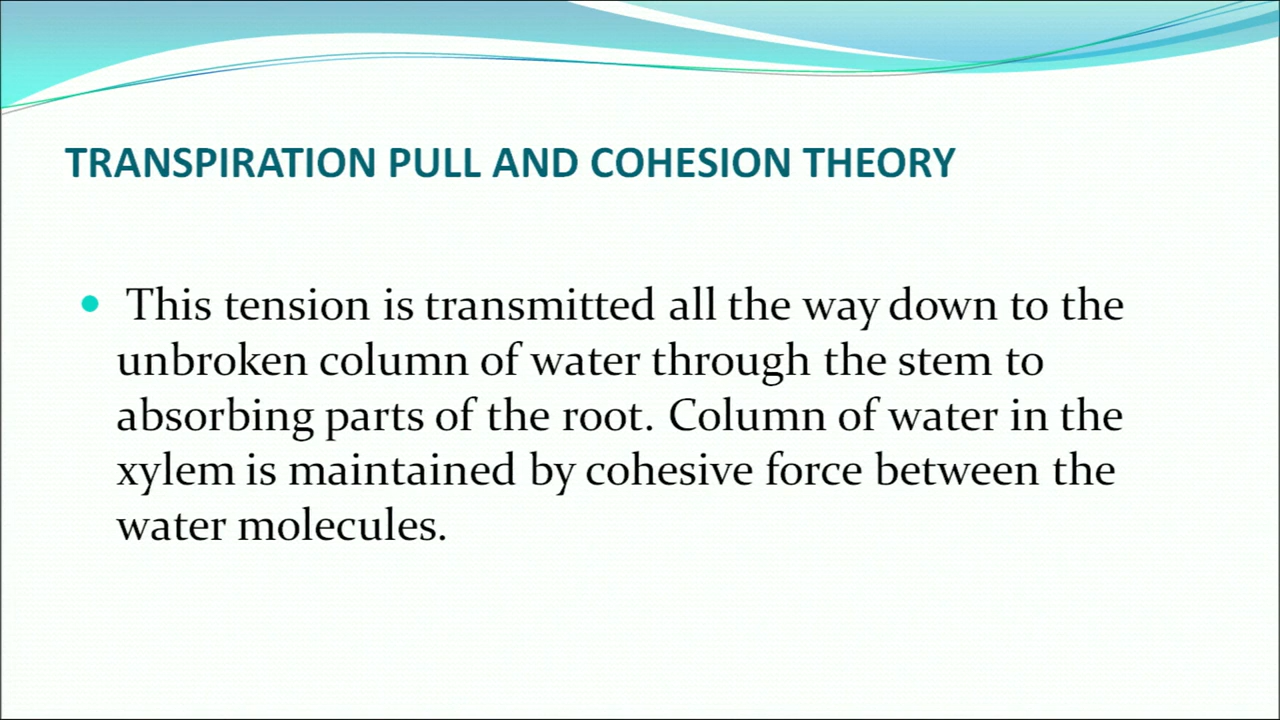 TRANSPIRATION PULL AND COHESION THEORY
This tension is transmitted all the way down to the
unbroken column of water through the stem to
absorbing parts of the root. Column of water in the
xylem is maintained by cohesive force between the
water molecules.